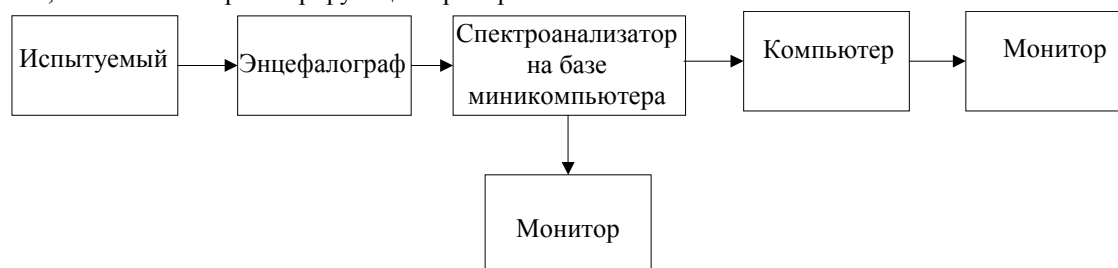 Испытуемый
Энцефалограф
Спектроанализатор
на базе
миникомпьютера
Компьютер
Монитор
Монитор